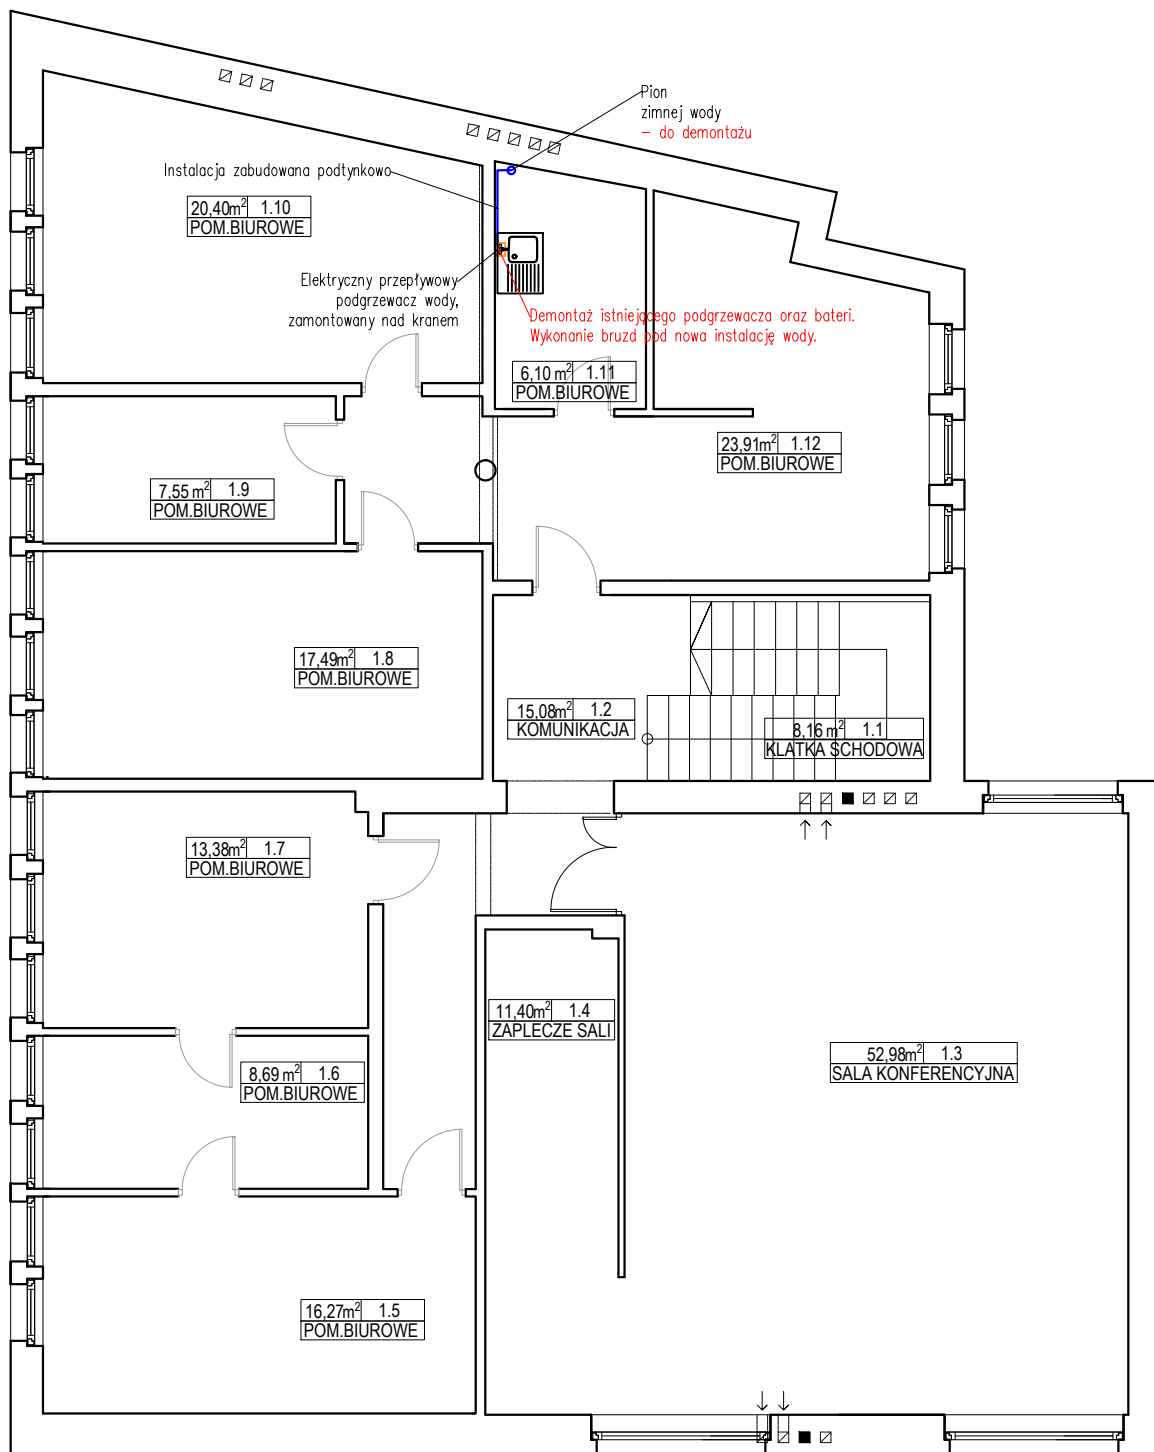 Pion
zimnej wody
– do demontażu
Instalacja zabudowana podtynkowo
20,40m² 1.10
POM.BIUROWE
Elektryczny przepływowy
podgrzewacz wody,
zamontowany nad kranem
Demontaż istniejącego podgrzewacza oraz bateri.
Wykonanie bruzd pod nowa instalację wody.
6,10 m² 1.11
POM.BIUROWE
23,91m² 1.12
POM.BIUROWE
7,55 m² 1.9
POM.BIUROWE
17,49m² 1.8
POM.BIUROWE
15,08m² 1.2
KOMUNIKACJA
8,16 m² 1.1
KLATKA SCHODOWA
13,38m² 1.7
POM.BIUROWE
11,40m² 1.4
ZAPLECZE SALI
52,98m² 1.3
SALA KONFERENCYJNA
8,69 m² 1.6
POM.BIUROWE
16,27m² 1.5
POM.BIUROWE